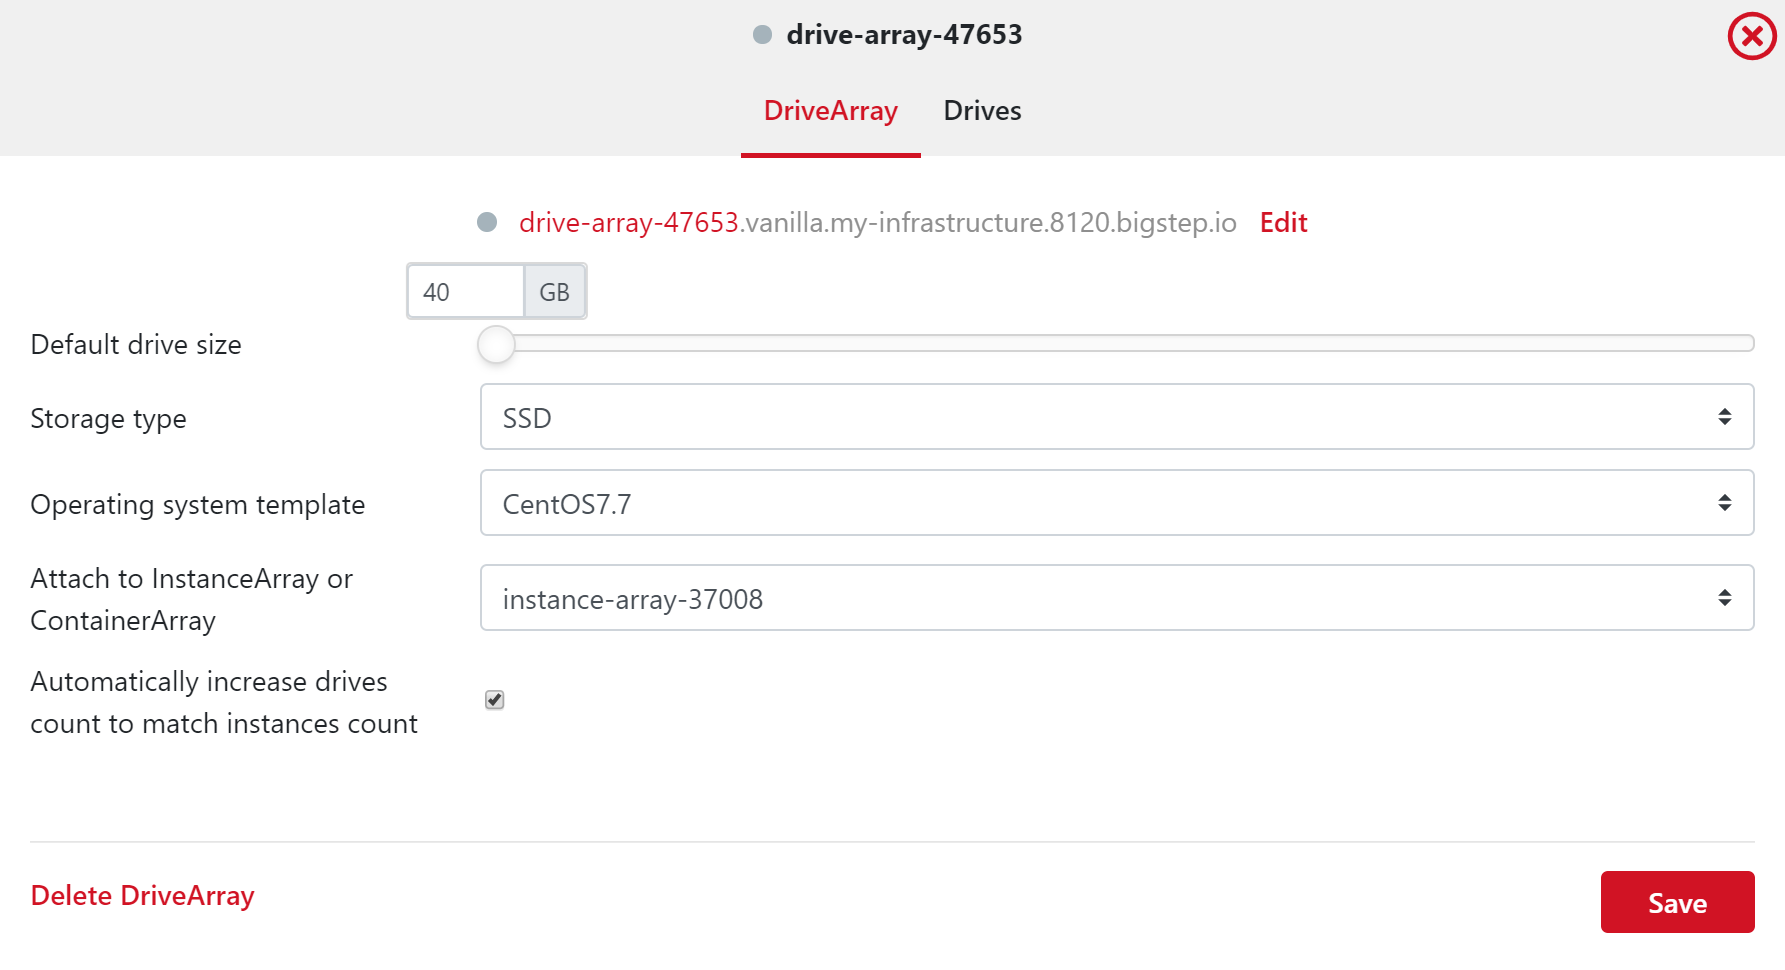 drive-array-47653
DriveArray Drives
drive-array-47653.vanilla.my-infrastructure.8120.bigstep.io Edit
40 GB
Default drive size
Storage type
SSD
Operating system template
CentOS7.7
Attach to InstanceArray or
ContainerArray
instance-array-37008
Automatically increase drives
count to match instances count
Delete DriveArray
Save